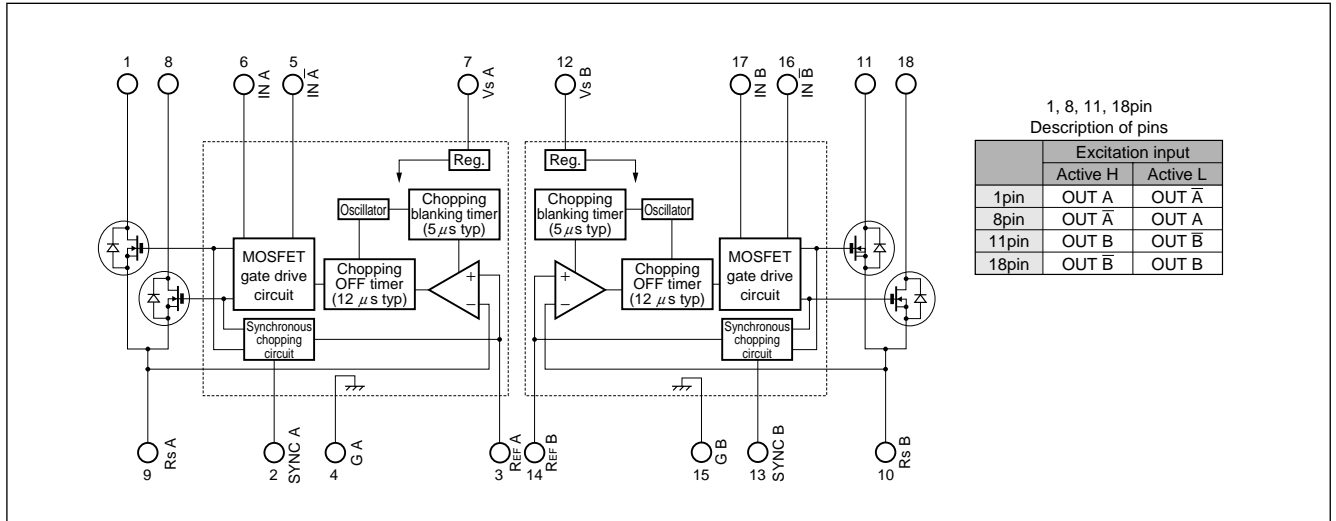 1 8 6 5 7 12 17 16 11 18
IN A
IN A̅
Vs A
Vs B
IN B
IN B̅
Reg.
Oscillator
Chopping
blanking timer
(5 μs typ)
MOSFET
gate drive
circuit
Chopping
OFF timer
(12 μs typ)
+
−
Synchronous
chopping
circuit
Reg.
Chopping
blanking timer
(5 μs typ)
Oscillator
+
−
Chopping
OFF timer
(12 μs typ)
MOSFET
gate drive
circuit
Synchronous
chopping
circuit
9 2 4 3 14 15 13 10
Rs A
SYNC A
G A
REF A
REF B
G B
SYNC B
Rs B
1, 8, 11, 18pin
Description of pins
Excitation input
Active H Active L
1pin OUT A OUT A̅
8pin OUT A̅ OUT A
11pin OUT B OUT B̅
18pin OUT B̅ OUT B